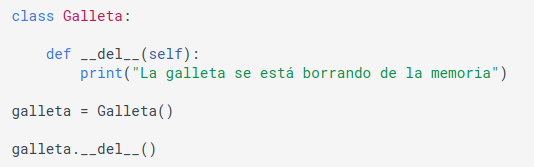 class Galleta:
def __del__(self):
print("La galleta se está borrando de la memoria")
galleta = Galleta()
galleta.__del__()